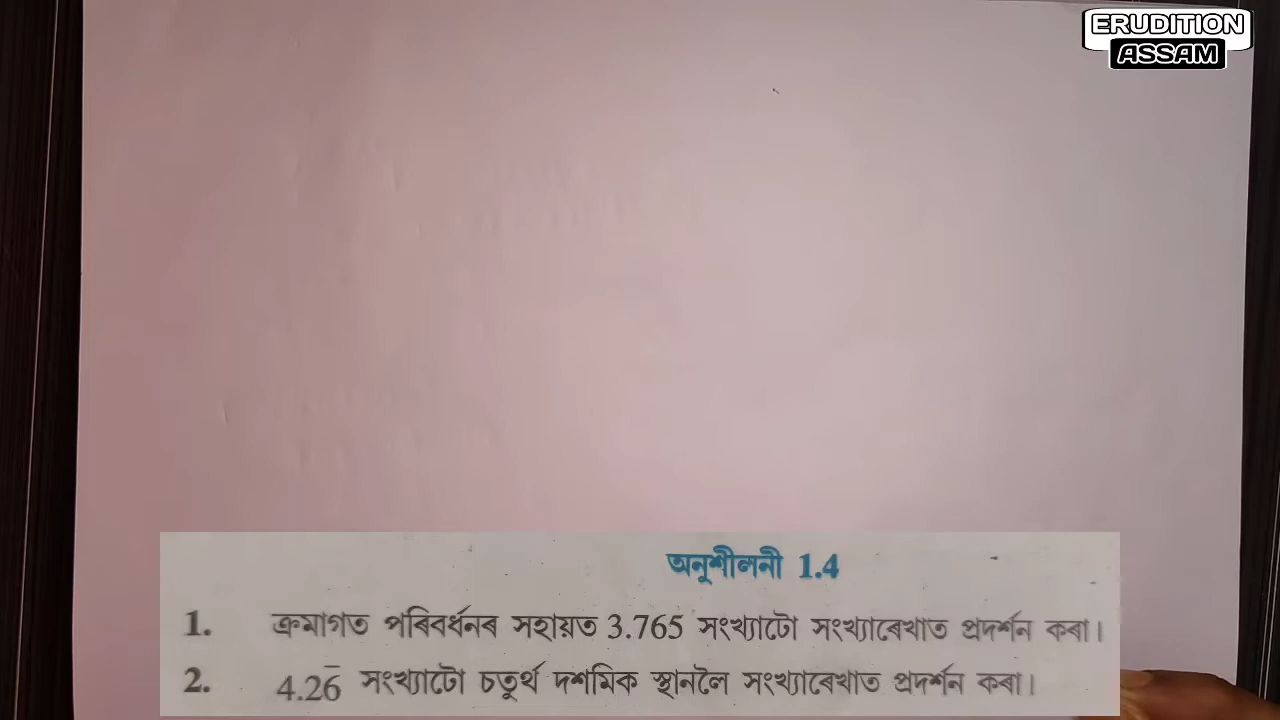 ERUDITION
ASSAM
অনুশীলনী 1.4
1. ক্ৰমাগত পৰিবৰ্ধনৰ সহায়ত 3.765 সংখ্যাটো সংখ্যাৰেখাত প্ৰদৰ্শন কৰা।
2. 4.26̅ সংখ্যাটো চতুৰ্থ দশমিক স্থানলৈ সংখ্যাৰেখাত প্ৰদৰ্শন কৰা।